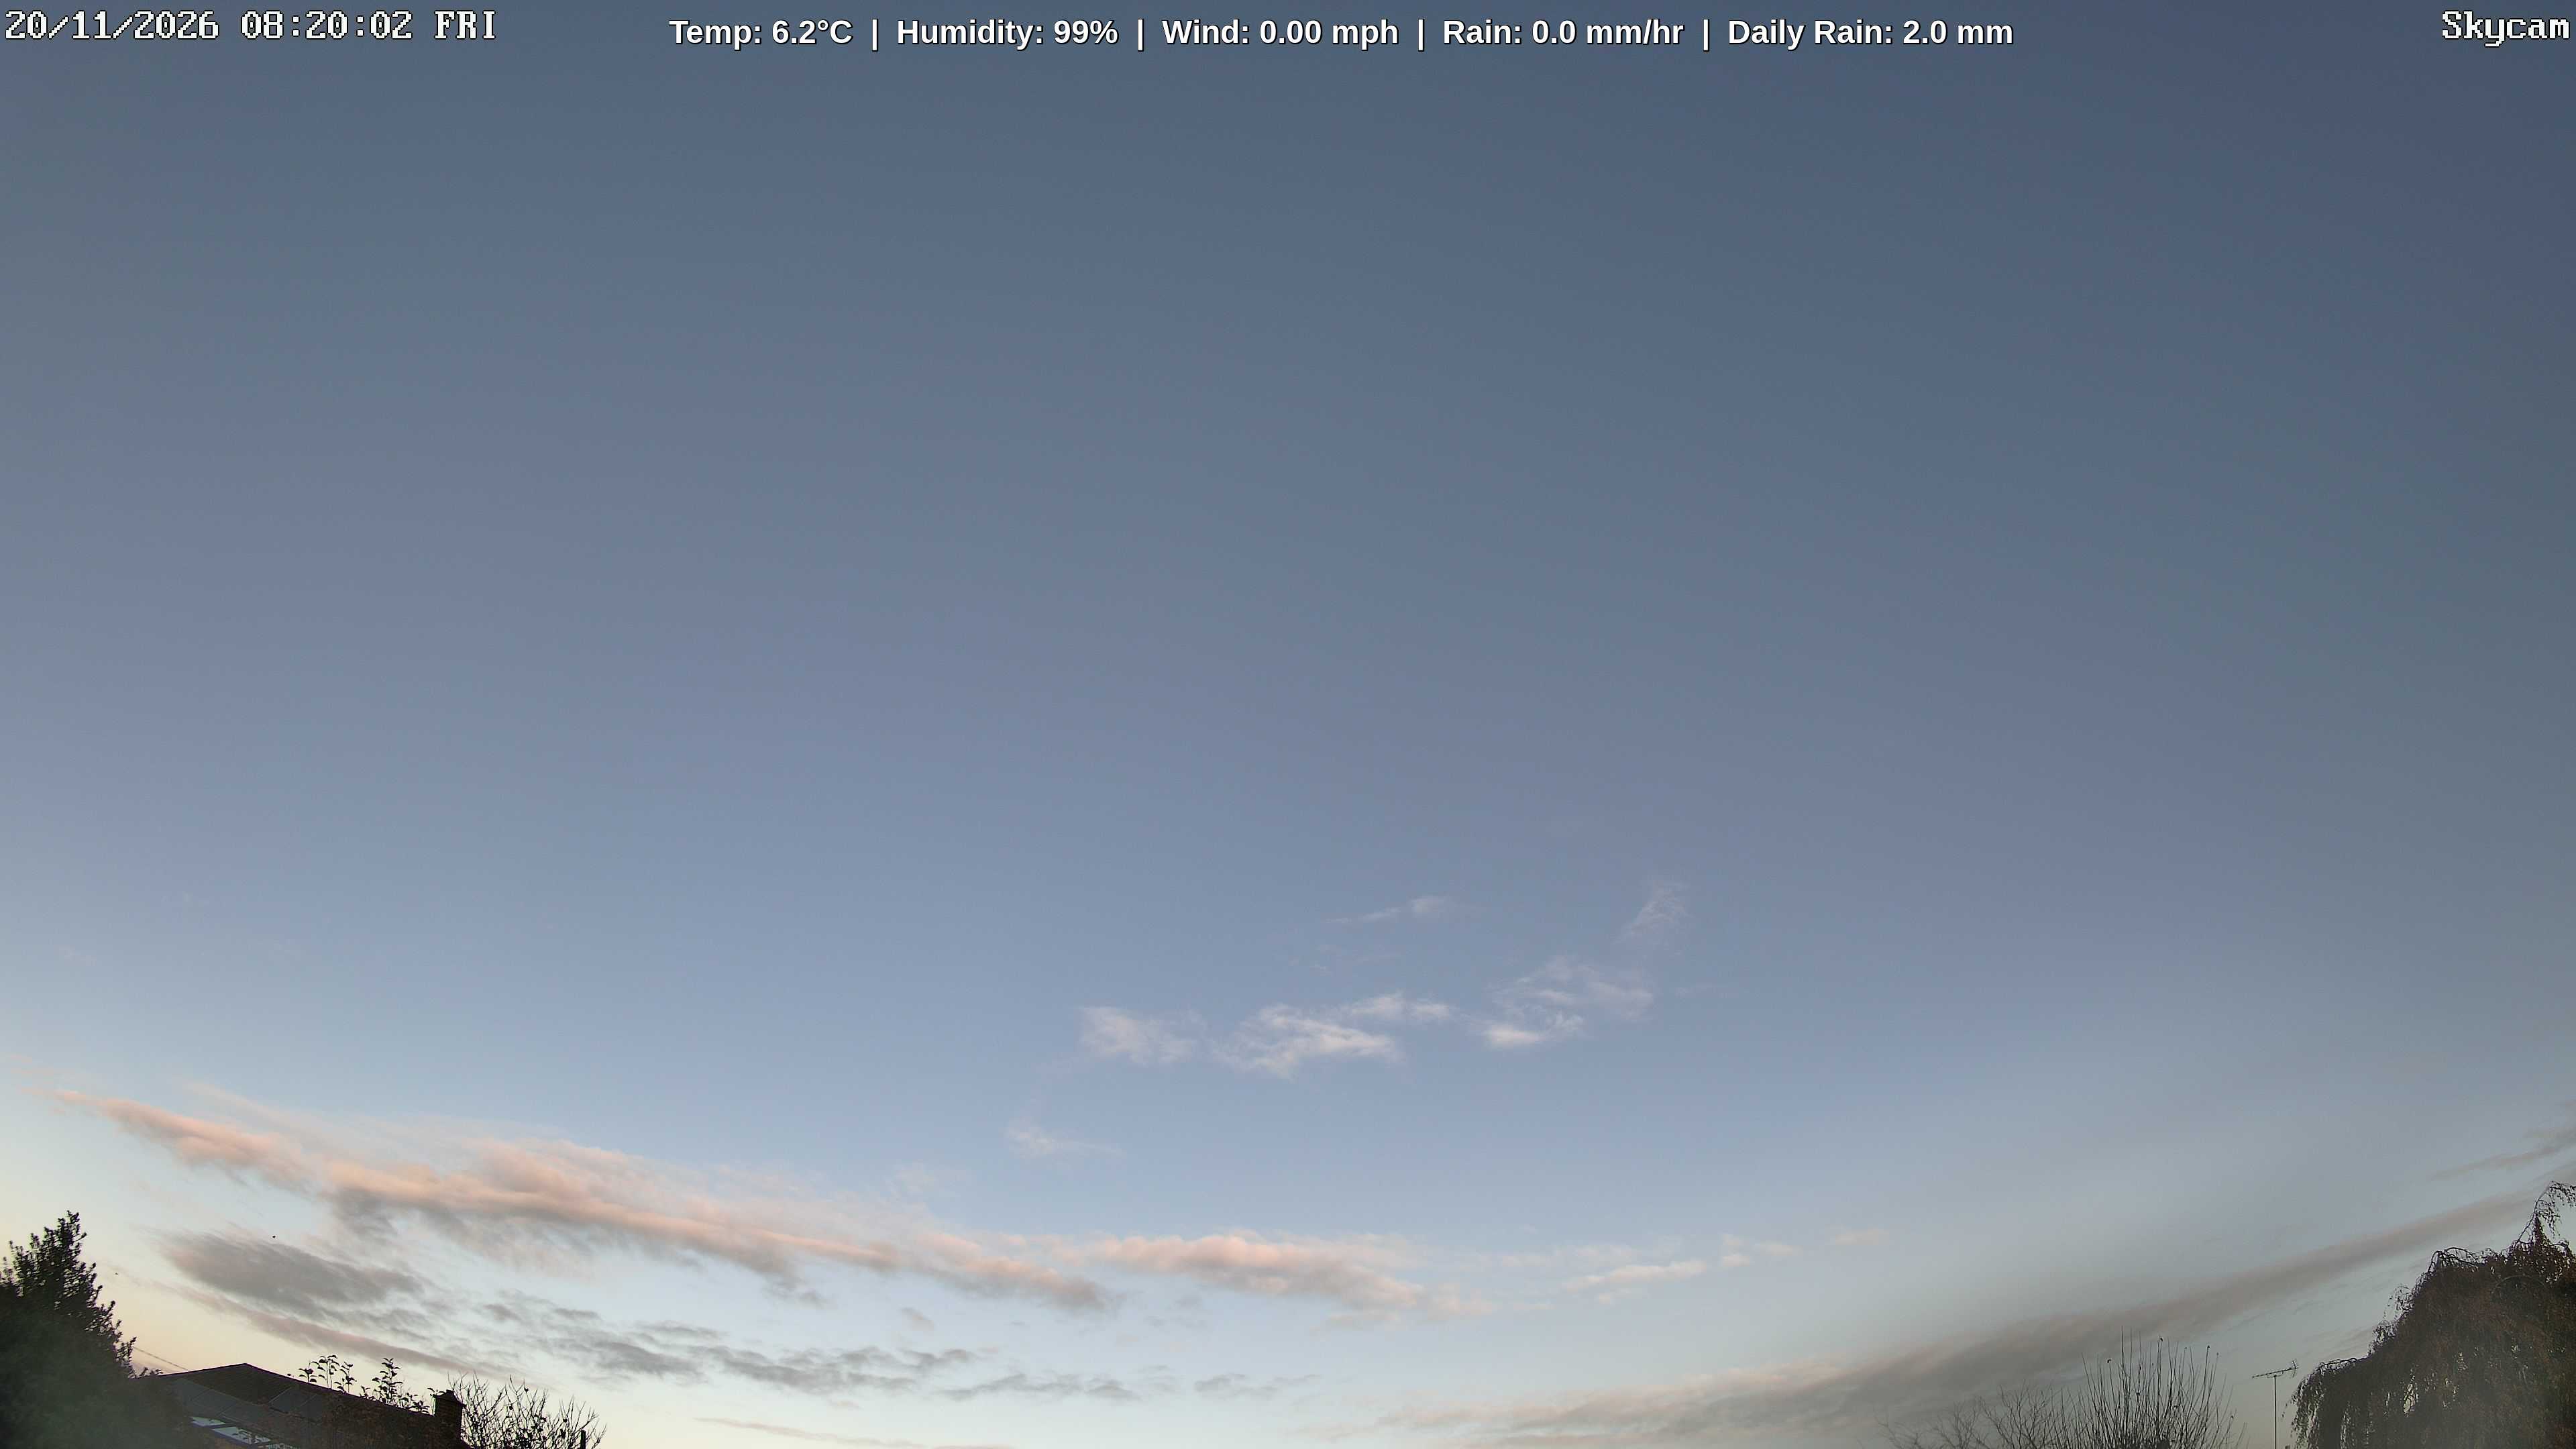 20/11/2026 08:20:02 FRI
Temp: 6.2°C | Humidity: 99% | Wind: 0.00 mph | Rain: 0.0 mm/hr | Daily Rain: 2.0 mm
Skycam